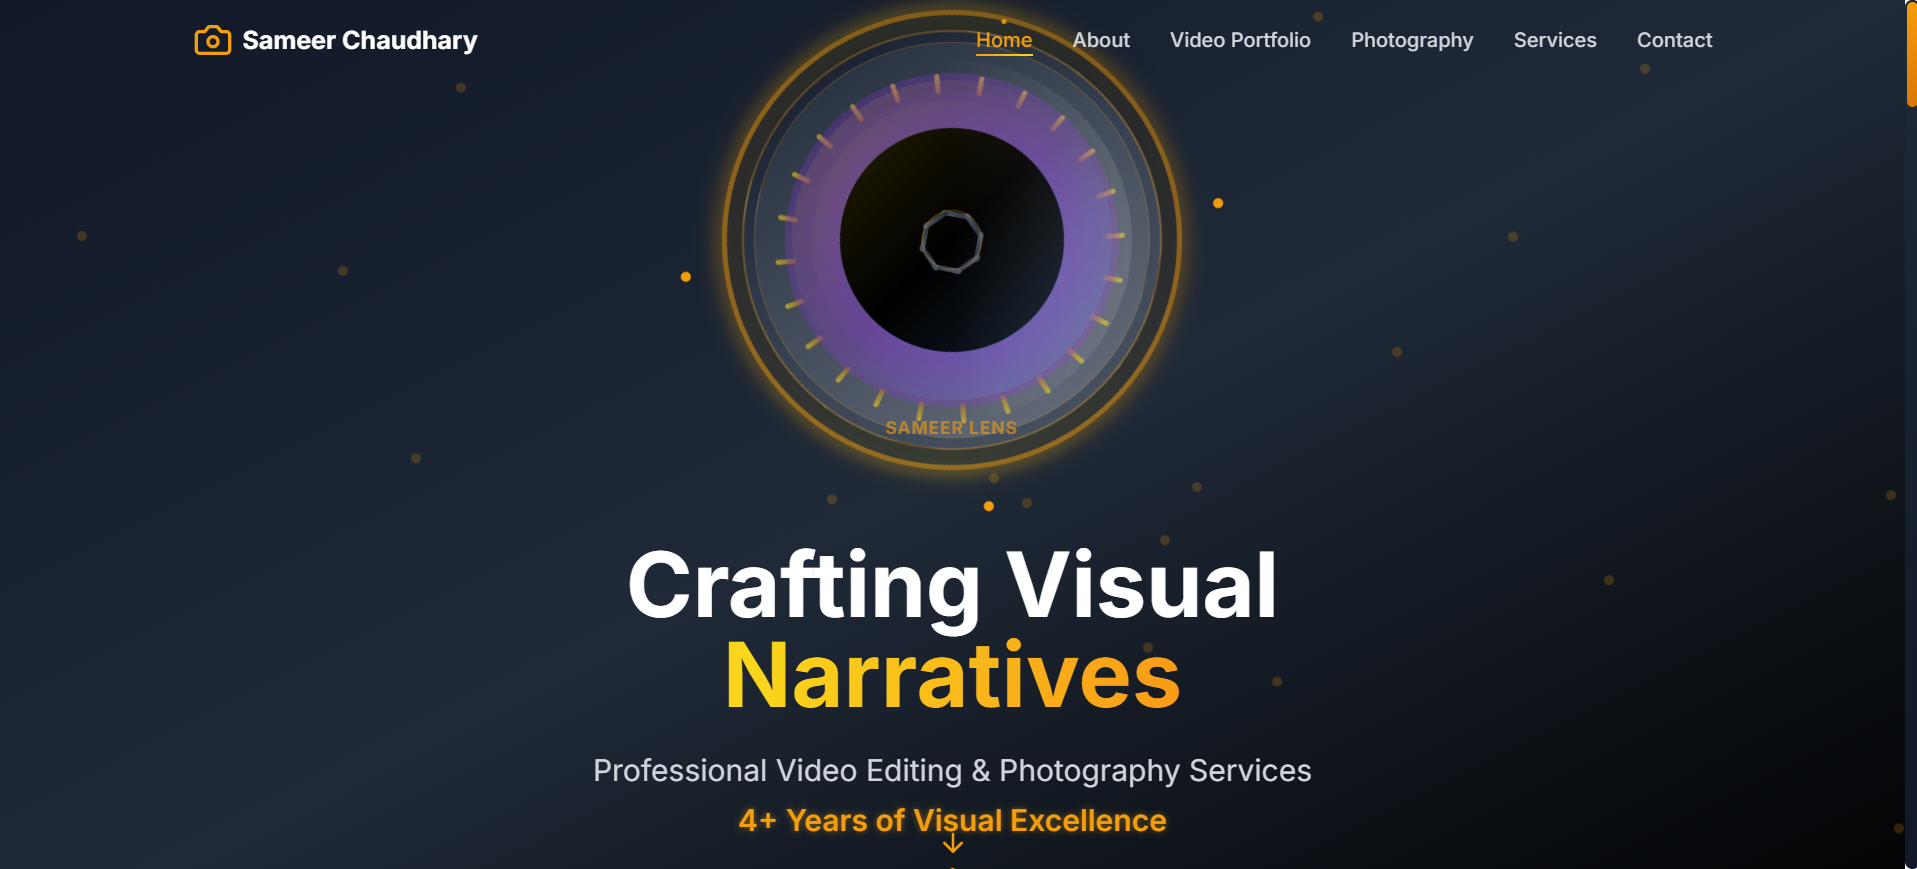 Sameer Chaudhary
Home About Video Portfolio Photography Services Contact
SAMEER LENS
Crafting Visual
Narratives
Professional Video Editing & Photography Services
4+ Years of Visual Excellence